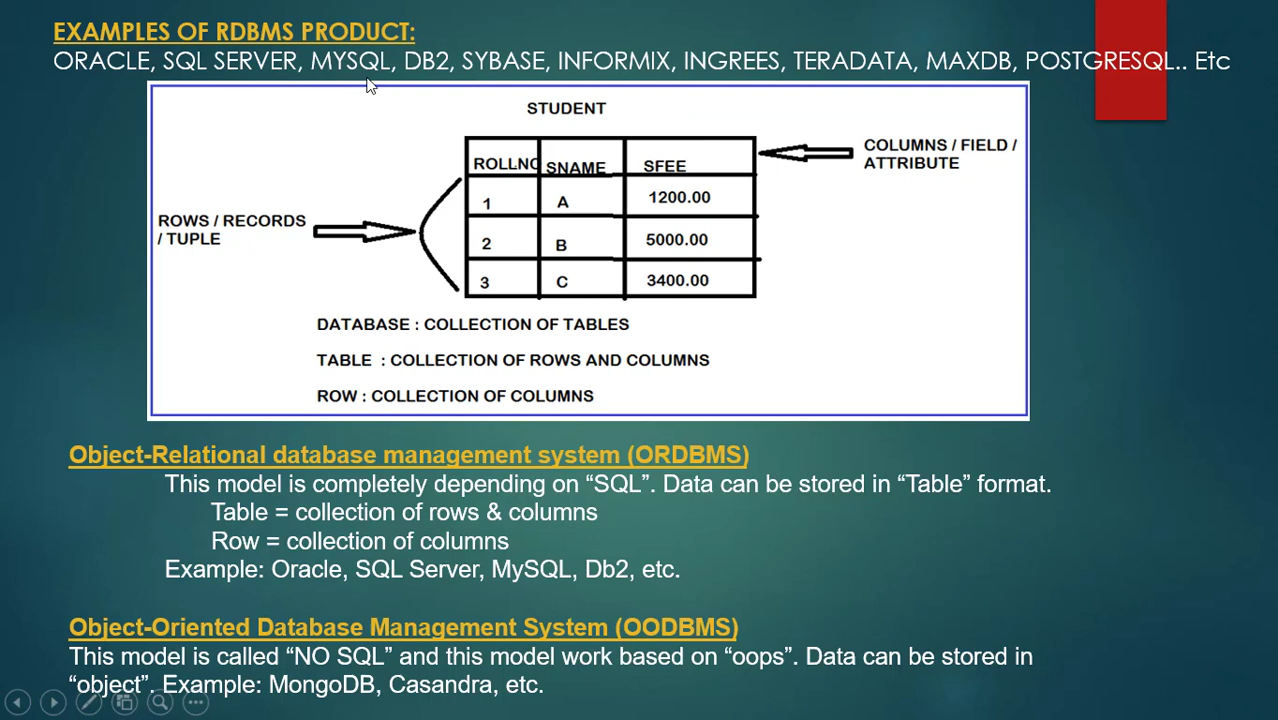 EXAMPLES OF RDBMS PRODUCT:
ORACLE, SQL SERVER, MYSQL, DB2, SYBASE, INFORMIX, INGREES, TERADATA, MAXDB, POSTGRESQL.. Etc
STUDENT
ROLLNO SNAME SFEE
1 A 1200.00
2 B 5000.00
3 C 3400.00
COLUMNS / FIELD /
ATTRIBUTE
ROWS / RECORDS
/ TUPLE
DATABASE : COLLECTION OF TABLES
TABLE : COLLECTION OF ROWS AND COLUMNS
ROW : COLLECTION OF COLUMNS
Object-Relational database management system (ORDBMS)
This model is completely depending on “SQL”. Data can be stored in “Table” format.
Table = collection of rows & columns
Row = collection of columns
Example: Oracle, SQL Server, MySQL, Db2, etc.
Object-Oriented Database Management System (OODBMS)
This model is called “NO SQL” and this model work based on “oops”. Data can be stored in
“object”. Example: MongoDB, Casandra, etc.